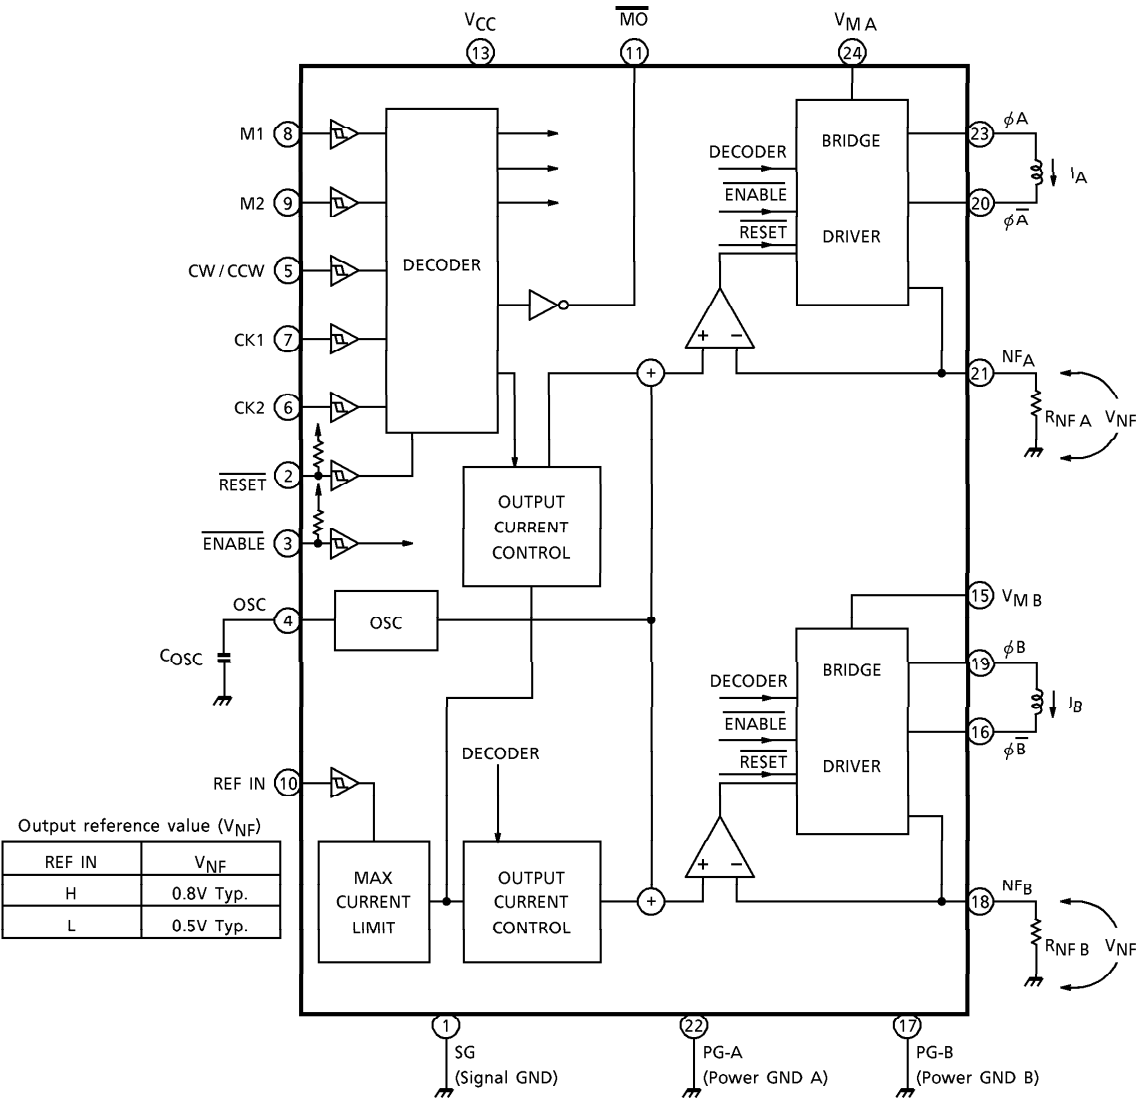 VCC
MO
VM A
13
11
24
M1 8
M2 9
CW / CCW 5
CK1 7
CK2 6
RESET 2
ENABLE 3
DECODER
DECODER
ENABLE
RESET
BRIDGE
DRIVER
23 ϕA
IA
20
ϕA
+ −
+
21
NFA
RNF A
VNF
OUTPUT
CURRENT
CONTROL
OSC
4
OSC
COSC
15 VM B
DECODER
ENABLE
RESET
BRIDGE
DRIVER
19 ϕB
IB
16
ϕB
DECODER
REF IN 10
Output reference value (VNF)
REF IN VNF
H 0.8V Typ.
L 0.5V Typ.
MAX
CURRENT
LIMIT
OUTPUT
CURRENT
CONTROL
+
+ −
18
NFB
RNF B
VNF
1
SG
(Signal GND)
22
PG-A
(Power GND A)
17
PG-B
(Power GND B)